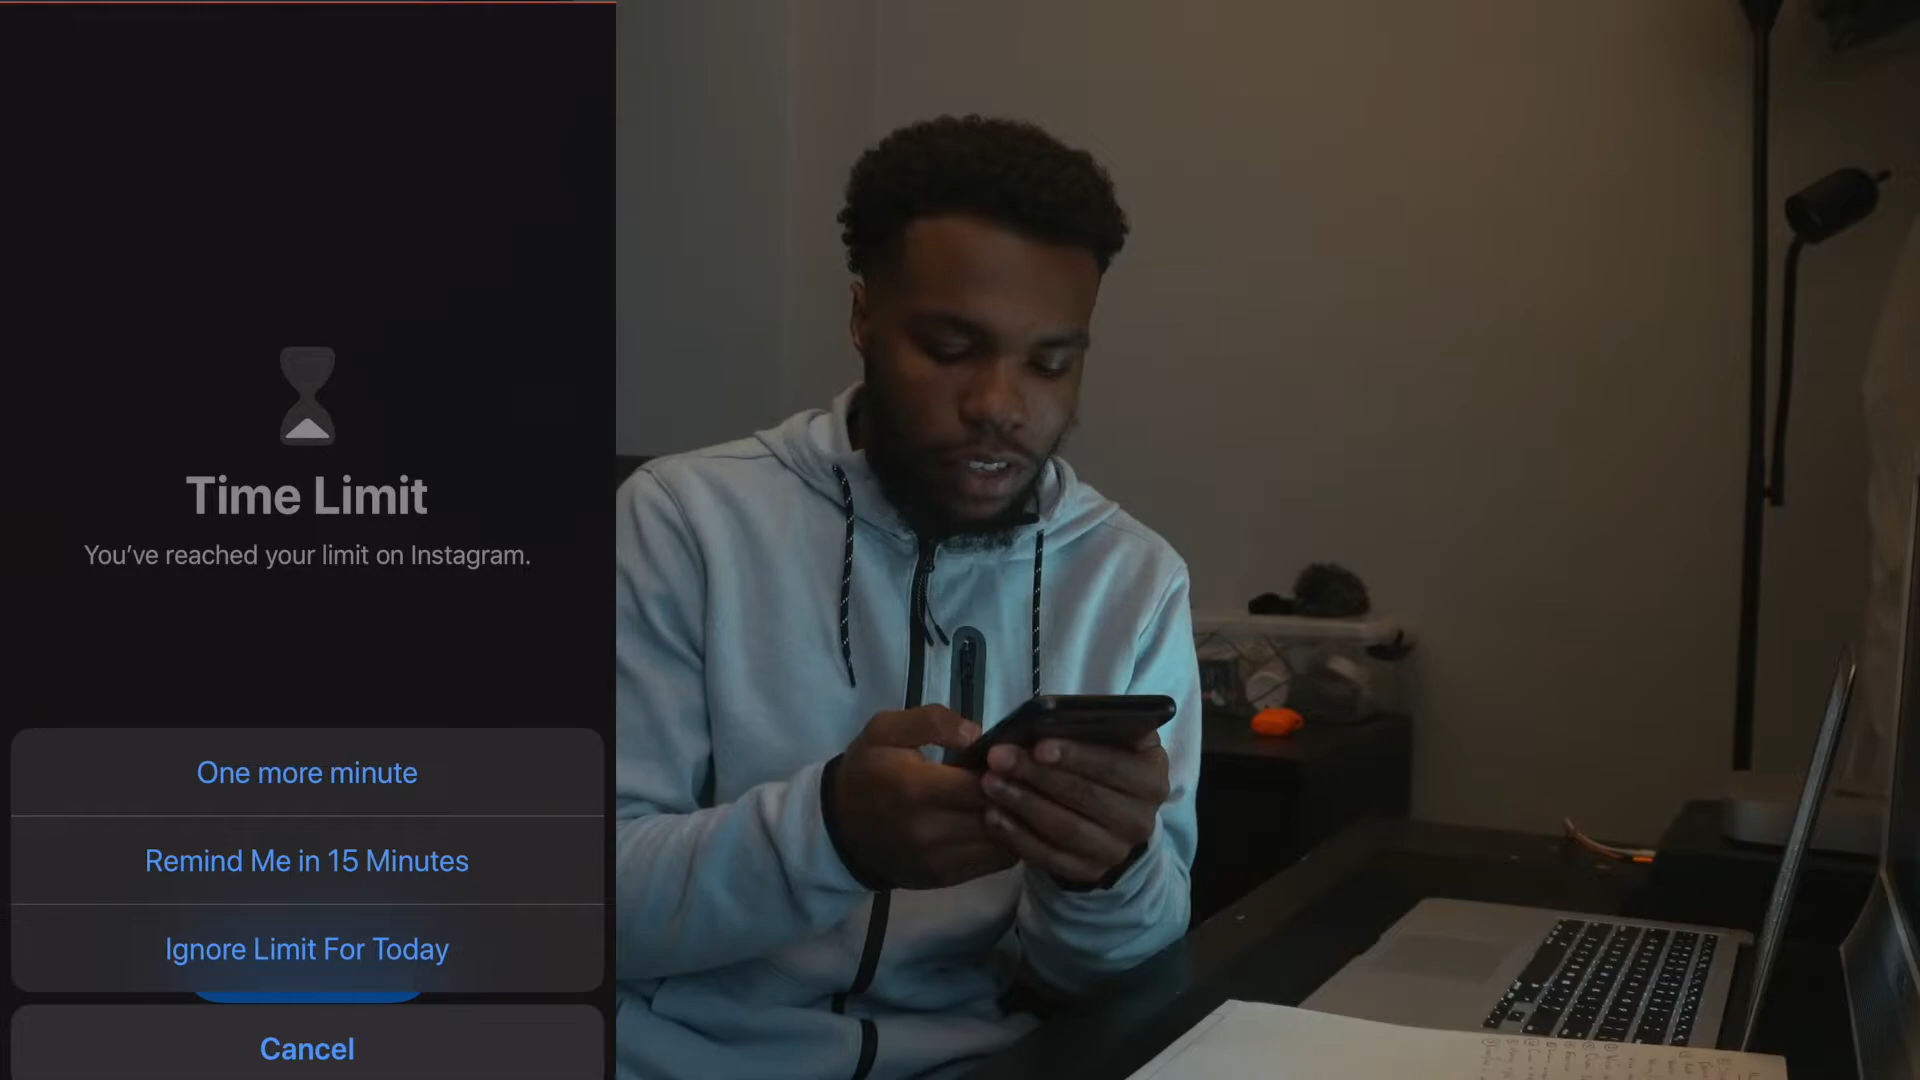 Time Limit
You've reached your limit on Instagram.
One more minute
Remind Me in 15 Minutes
Ignore Limit For Today
Cancel